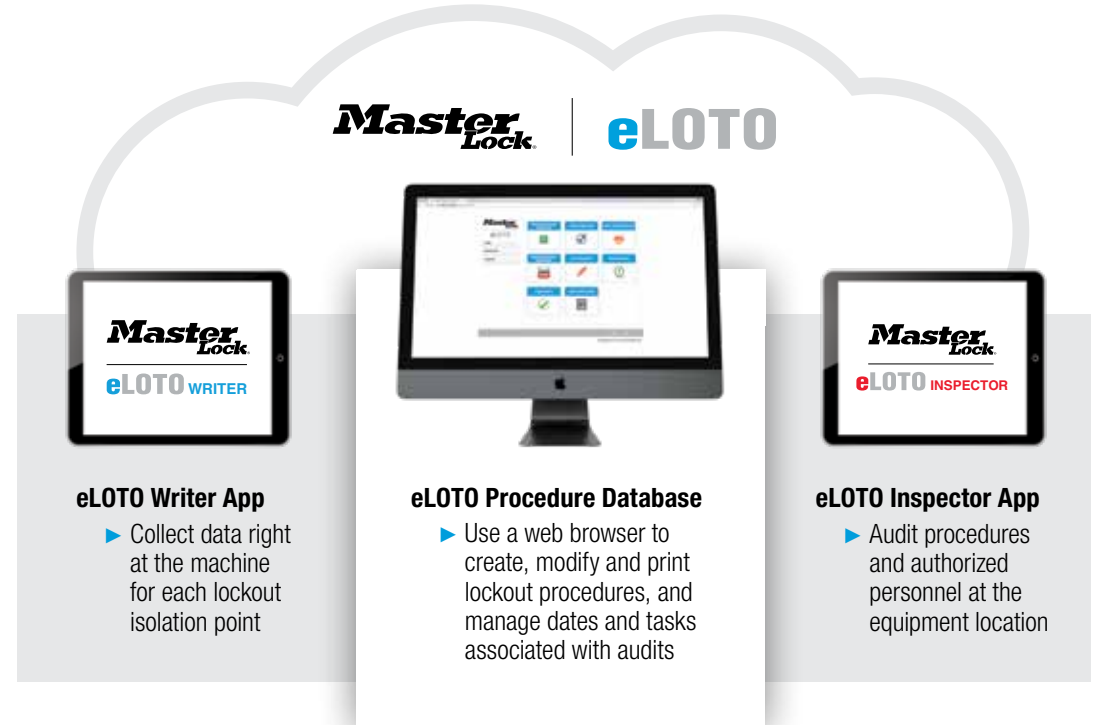 Master Lock
eLOTO
Master Lock
eLOTO
Master Lock
eLOTO WRITER
Master Lock
eLOTO INSPECTOR
eLOTO Writer App
► Collect data right
at the machine
for each lockout
isolation point
eLOTO Procedure Database
► Use a web browser to
create, modify and print
lockout procedures, and
manage dates and tasks
associated with audits
eLOTO Inspector App
► Audit procedures
and authorized
personnel at the
equipment location